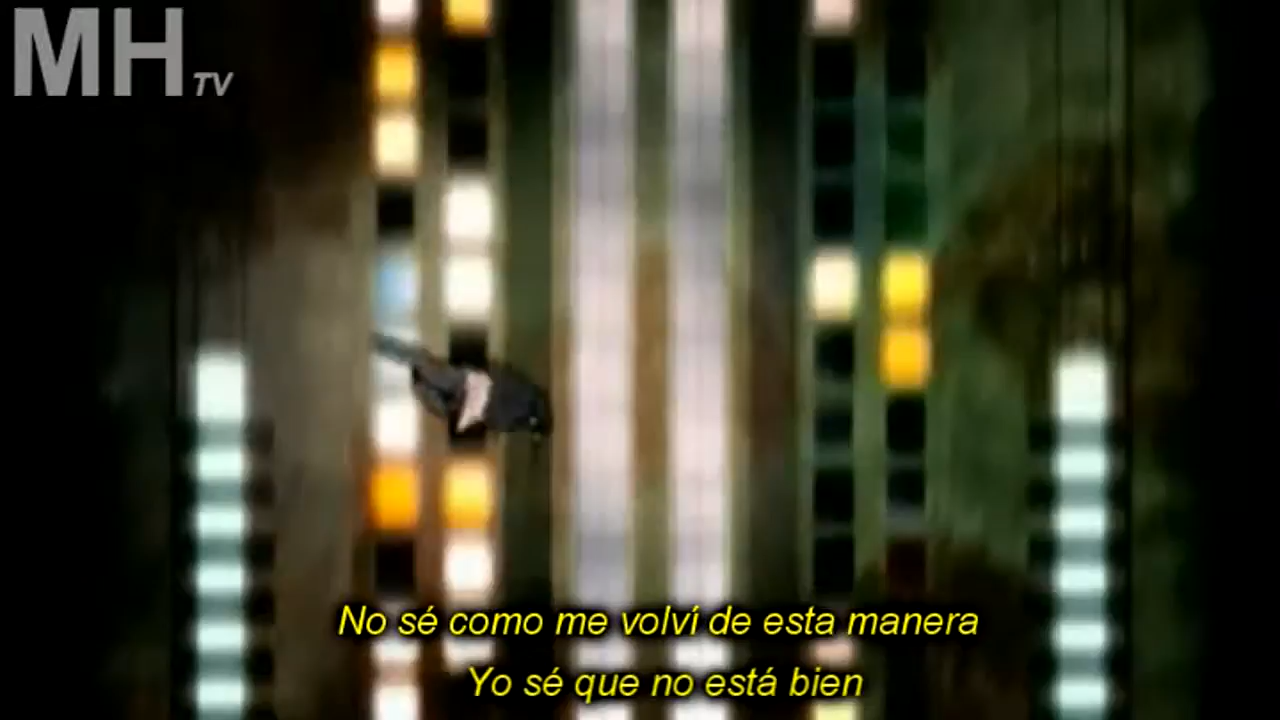 MH TV
No sé como me volví de esta manera
Yo sé que no está bien